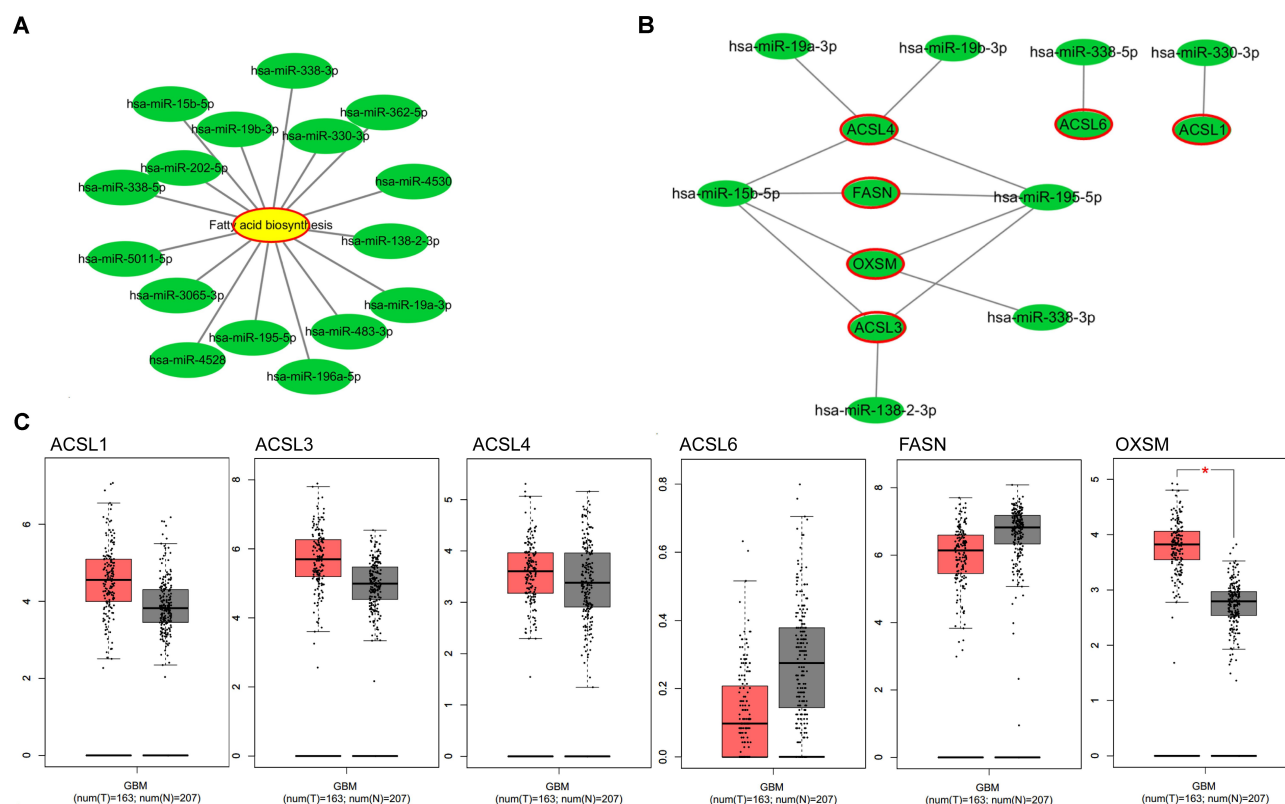 A
hsa-miR-338-3p
hsa-miR-15b-5p
hsa-miR-362-5p
hsa-miR-19b-3p
hsa-miR-330-3p
hsa-miR-202-5p
hsa-miR-338-5p
hsa-miR-4530
Fatty acid biosynthesis
hsa-miR-138-2-3p
hsa-miR-5011-5p
hsa-miR-3065-3p
hsa-miR-19a-3p
hsa-miR-195-5p
hsa-miR-483-3p
hsa-miR-4528
hsa-miR-196a-5p
B
hsa-miR-19a-3p
hsa-miR-19b-3p
hsa-miR-338-5p
hsa-miR-330-3p
ACSL4
ACSL6
ACSL1
hsa-miR-15b-5p
FASN
hsa-miR-195-5p
OXSM
ACSL3
hsa-miR-338-3p
hsa-miR-138-2-3p
C
ACSL1
6
4
2
0
GBM
(num(T)=163; num(N)=207)
ACSL3
8
6
4
2
0
GBM
(num(T)=163; num(N)=207)
ACSL4
5
4
3
2
1
0
GBM
(num(T)=163; num(N)=207)
ACSL6
0.8
0.6
0.4
0.2
0.0
GBM
(num(T)=163; num(N)=207)
FASN
8
6
4
2
0
GBM
(num(T)=163; num(N)=207)
OXSM
*
5
4
3
2
1
0
GBM
(num(T)=163; num(N)=207)